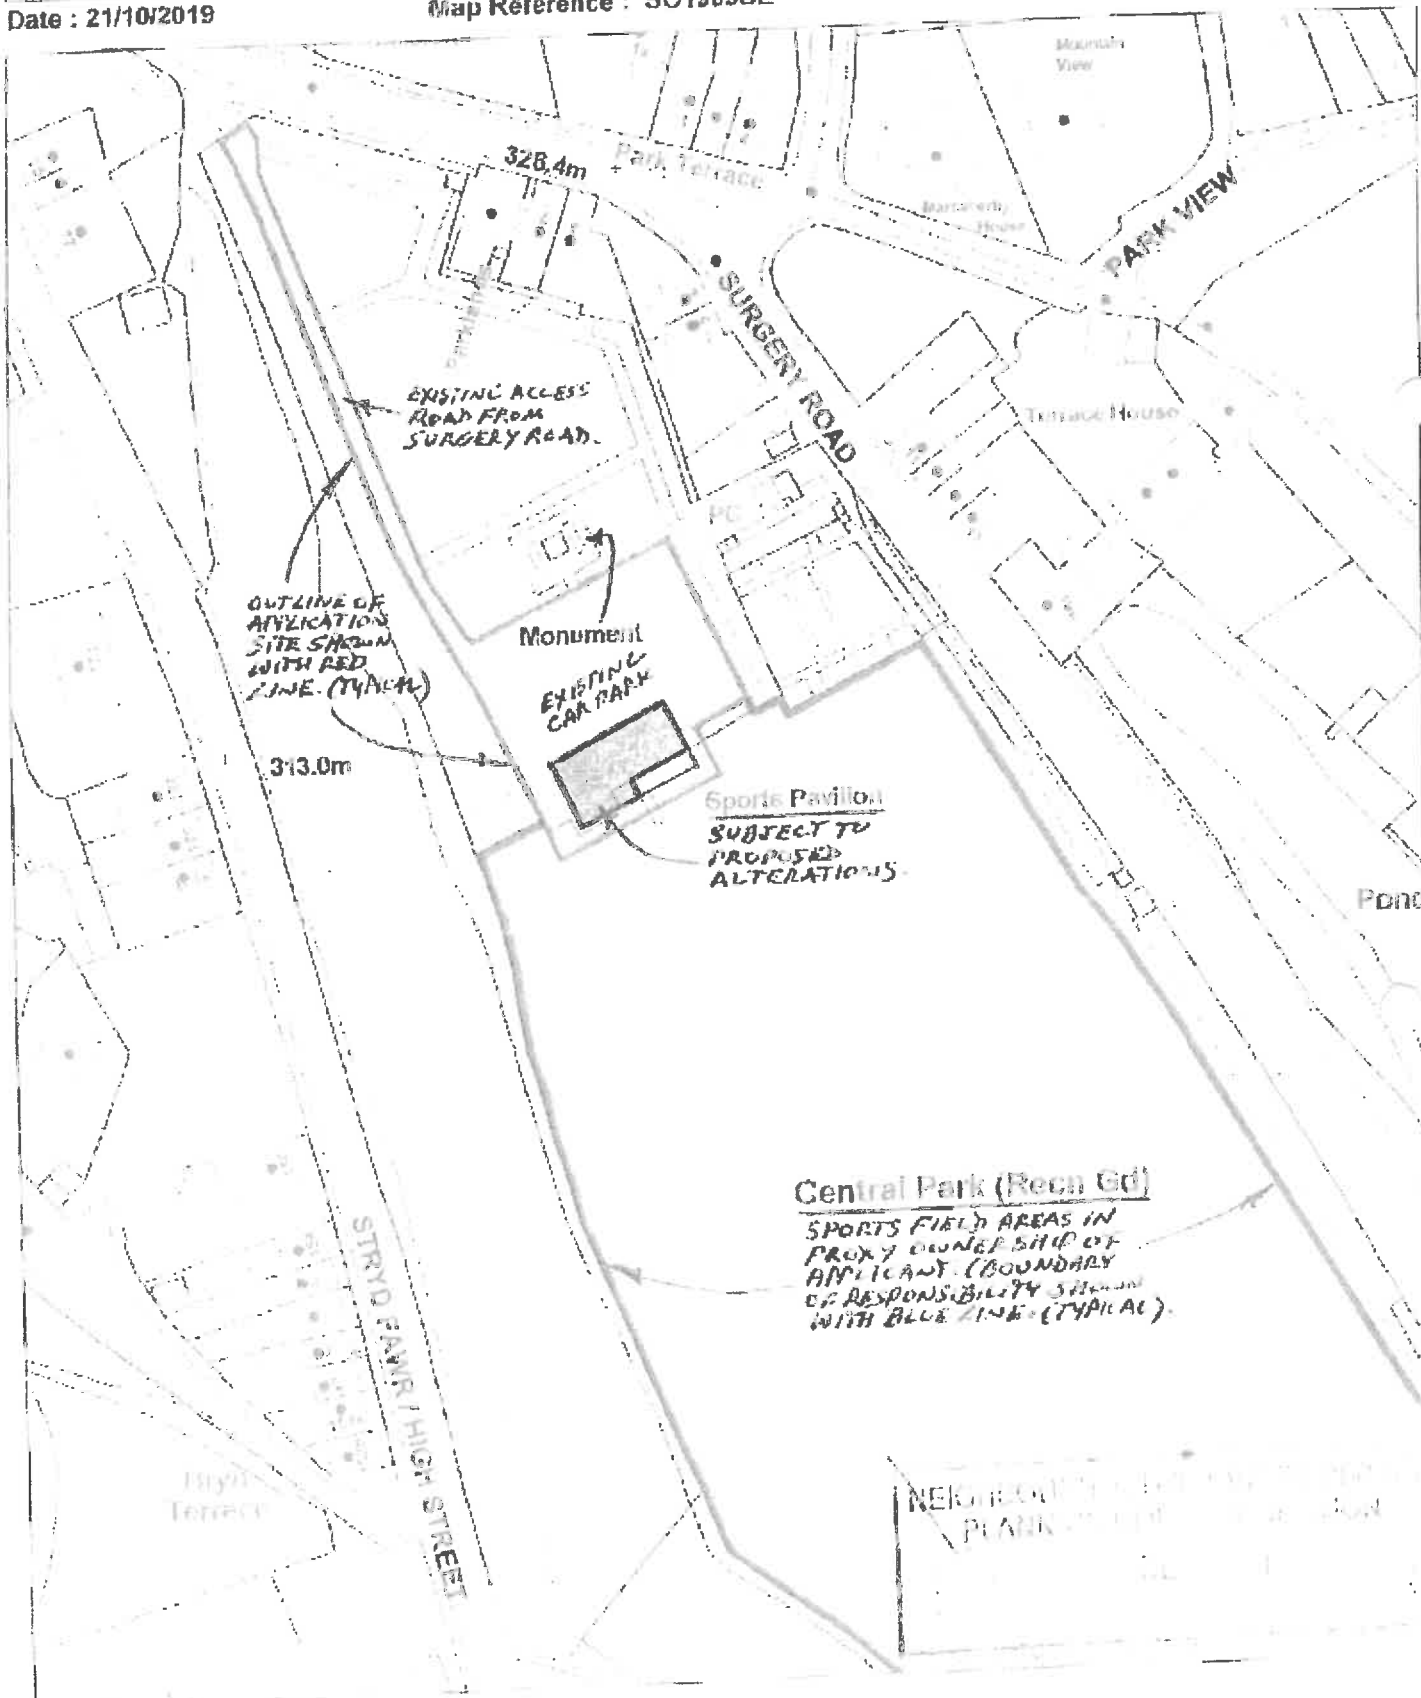 Date : 21/10/2019
Map Reference :
Mountain
View
328.4m
Park Terrace
House
PARK VIEW
SURGERY ROAD
Parklands
EXISTING ACCESS
ROAD FROM
SURGERY ROAD.
Terrace House
OUTLINE OF
APPLICATION
SITE SHOWN
WITH RED
LINE. (TYPICAL)
Monument
EXISTING
CAR PARK
313.0m
Sports Pavilion
SUBJECT TO
PROPOSED
ALTERATIONS.
Pond
Central Park (Recn Gd)
SPORTS FIELD AREAS IN
PROXY OWNERSHIP OF
APPLICANT. (BOUNDARY
OF RESPONSIBILITY SHOWN
WITH BLUE LINE. (TYPICAL).
STRYD FAWR / HIGH STREET
Terrace